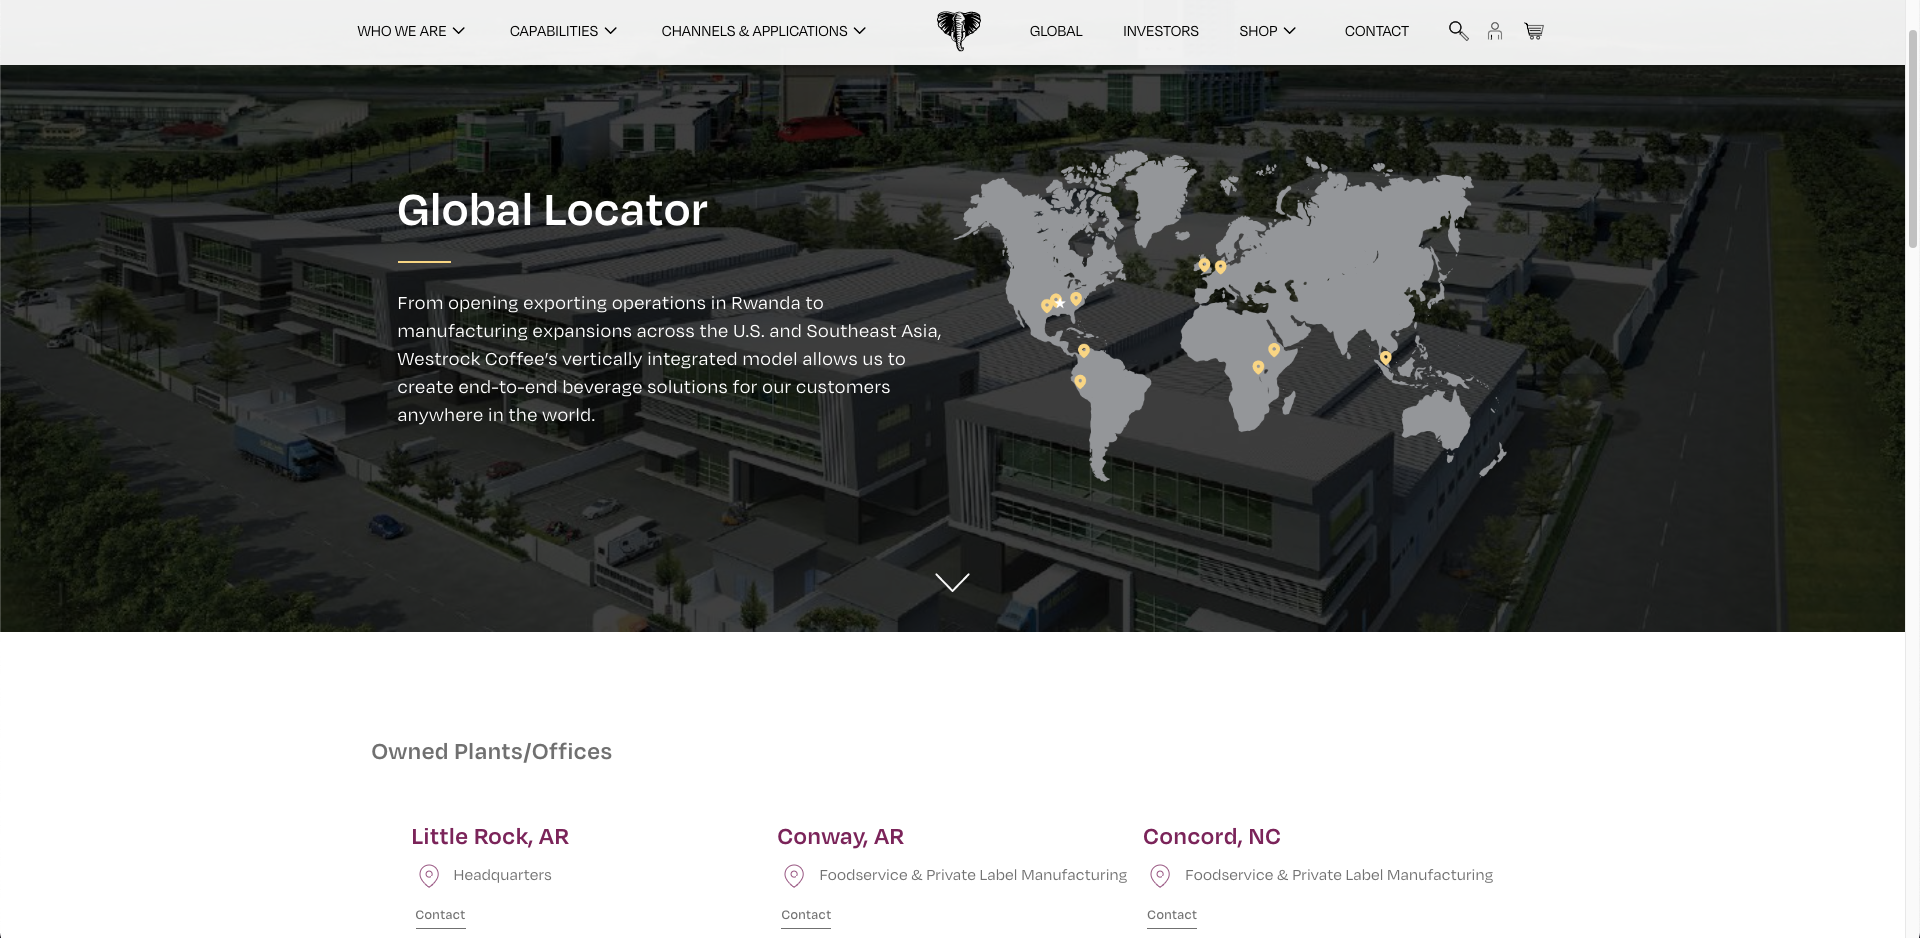 WHO WE ARE CAPABILITIES CHANNELS & APPLICATIONS GLOBAL INVESTORS SHOP CONTACT
Global Locator
From opening exporting operations in Rwanda to
manufacturing expansions across the U.S. and Southeast Asia,
Westrock Coffee's vertically integrated model allows us to
create end-to-end beverage solutions for our customers
anywhere in the world.
Owned Plants/Offices
Little Rock, AR
Headquarters
Contact
Conway, AR
Foodservice & Private Label Manufacturing
Contact
Concord, NC
Foodservice & Private Label Manufacturing
Contact